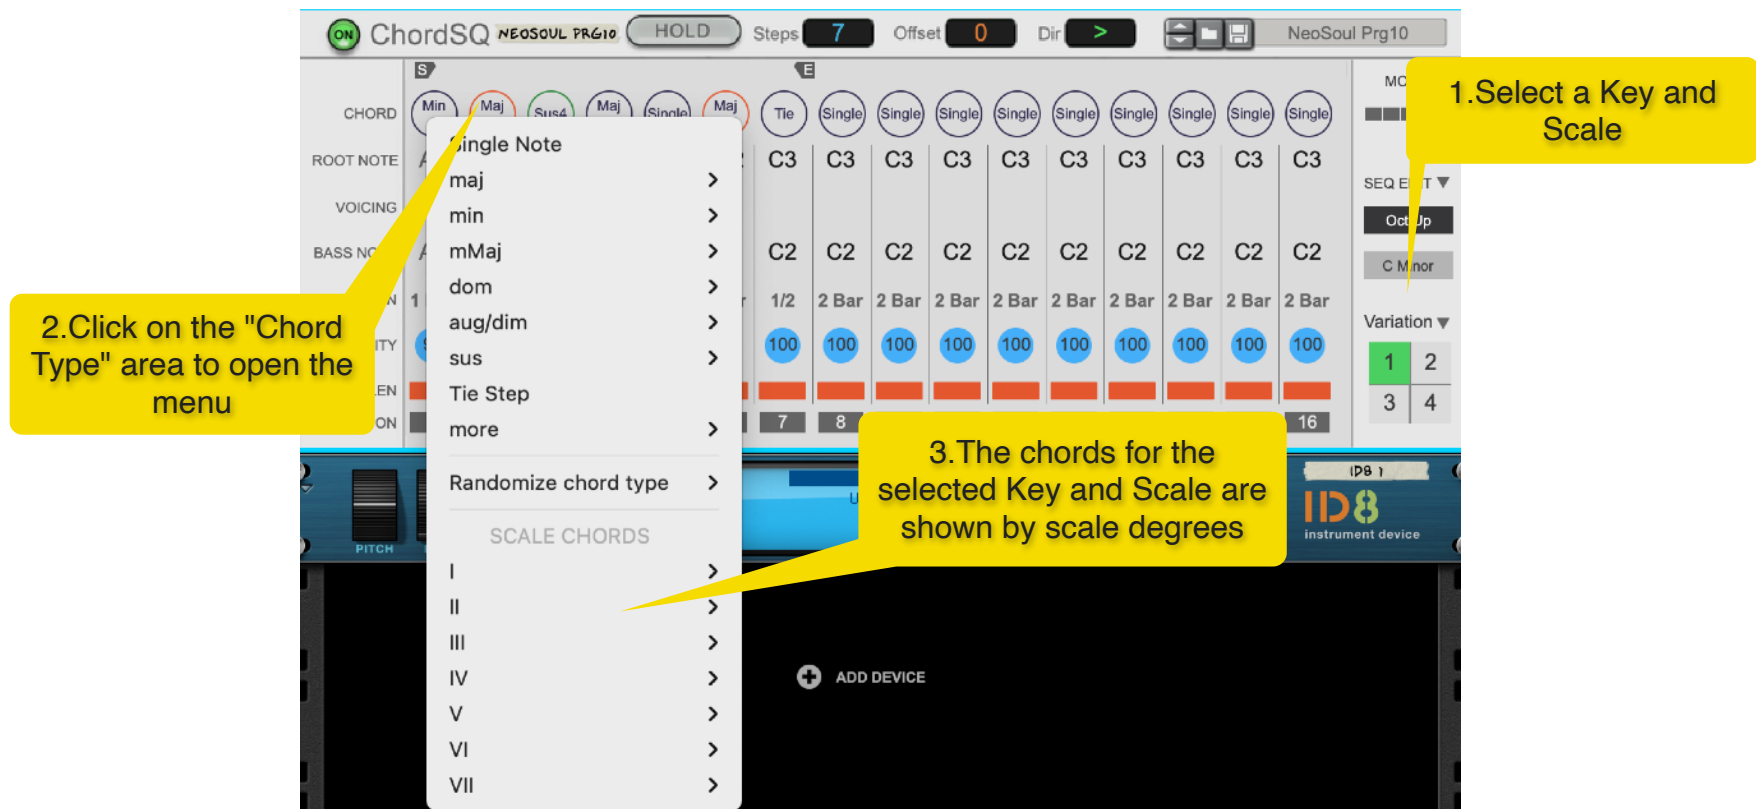 ON ChordSQ NEOSOUL PRG10 HOLD Steps 7 Offset 0 Dir > NeoSoul Prg10
S E
1.Select a Key and
Scale
CHORD Min Maj Sus4 Maj Single Maj Tie Single Single Single Single Single Single Single Single Single
ROOT NOTE C3 C3 C3 C3 C3 C3 C3 C3 C3 C3
VOICING
BASS C2 C2 C2 C2 C2 C2 C2 C2 C2 C2
1/2 2 Bar 2 Bar 2 Bar 2 Bar 2 Bar 2 Bar 2 Bar 2 Bar 2 Bar
100 100 100 100 100 100 100 100 100 100
7 8 16
SEQ
Oct Up
C Minor
Variation
1 2
3 4
2.Click on the "Chord
Type" area to open the
menu
Single Note
maj
min
mMaj
dom
aug/dim
sus
Tie Step
more
Randomize chord type
SCALE CHORDS
I
II
III
IV
V
VI
VII
3.The chords for the
selected Key and Scale are
shown by scale degrees
PITCH
ID8 1
ID8
instrument device
ADD DEVICE